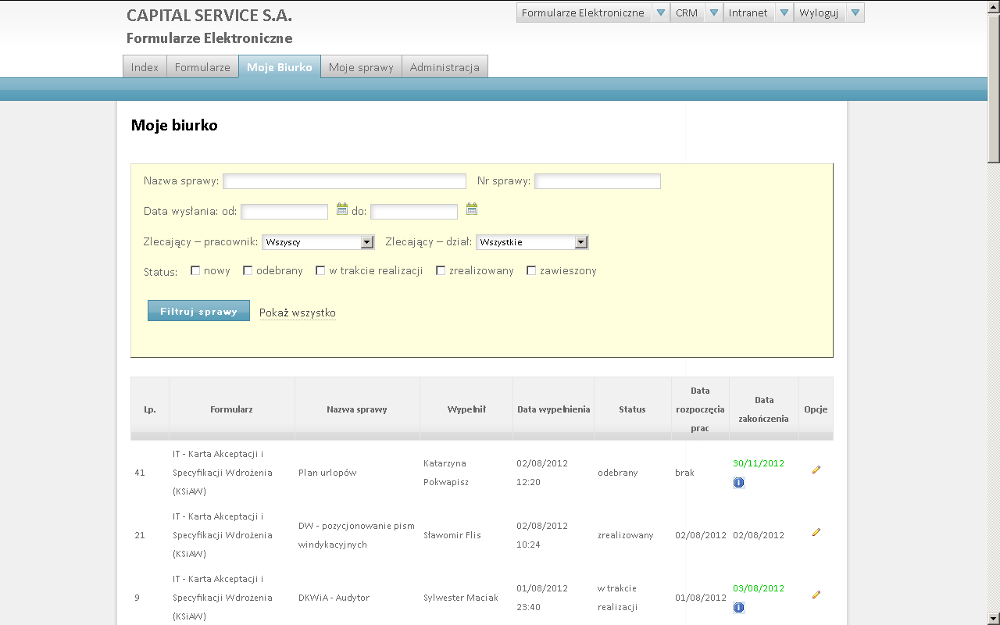 CAPITAL SERVICE S.A.
Formularze Elektroniczne
Formularze Elektroniczne CRM Intranet Wyloguj
Index Formularze Moje Biurko Moje sprawy Administracja
Moje biurko
Nazwa sprawy: Nr sprawy:
Data wysłania: od: do:
Zlecający – pracownik: Wszyscy Zlecający – dział: Wszystkie
Status: nowy odebrany w trakcie realizacji zrealizowany zawieszony
Filtruj sprawy Pokaż wszystko
Lp. Formularz Nazwa sprawy Wypełnił Data wypełnienia Status Data rozpoczęcia prac Data zakończenia Opcje
41 IT - Karta Akceptacji i Specyfikacji Wdrożenia (KSiAW) Plan urlopów Katarzyna Pokwapisz 02/08/2012 12:20 odebrany brak 30/11/2012
21 IT - Karta Akceptacji i Specyfikacji Wdrożenia (KSiAW) DW - pozycjonowanie pism windykacyjnych Sławomir Flis 02/08/2012 10:24 zrealizowany 02/08/2012 02/08/2012
9 IT - Karta Akceptacji i Specyfikacji Wdrożenia (KSiAW) DKWiA - Audytor Sylwester Maciak 01/08/2012 23:40 w trakcie realizacji 01/08/2012 03/08/2012